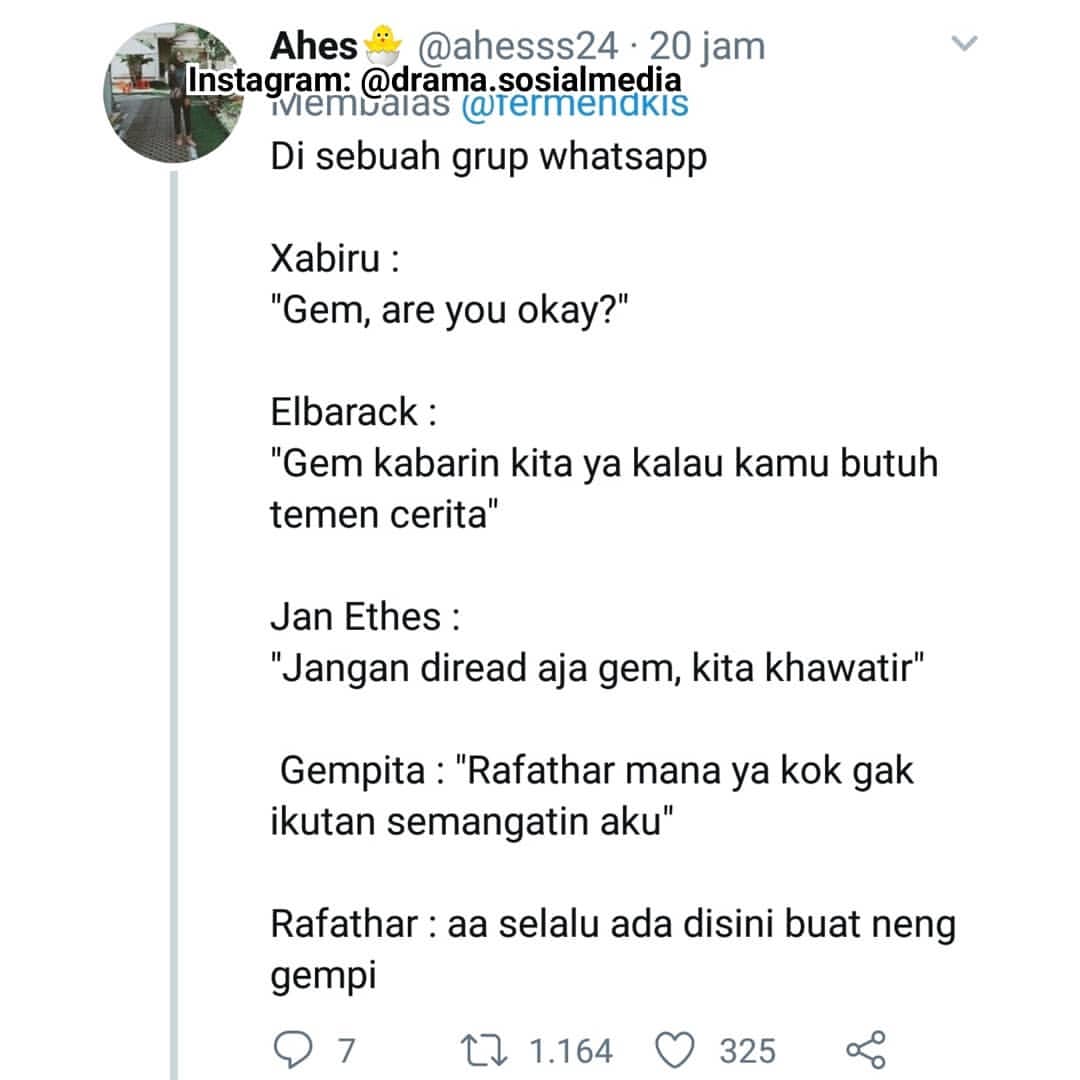 Ahes🐣 @ahesss24 · 20 jam
Instagram: @drama.sosialmedia
Membalas @fermendkis
Di sebuah grup whatsapp
Xabiru :
"Gem, are you okay?"
Elbarack :
"Gem kabarin kita ya kalau kamu butuh
temen cerita"
Jan Ethes :
"Jangan diread aja gem, kita khawatir"
Gempita : "Rafathar mana ya kok gak
ikutan semangatin aku"
Rafathar : aa selalu ada disini buat neng
gempi
7 1.164 325